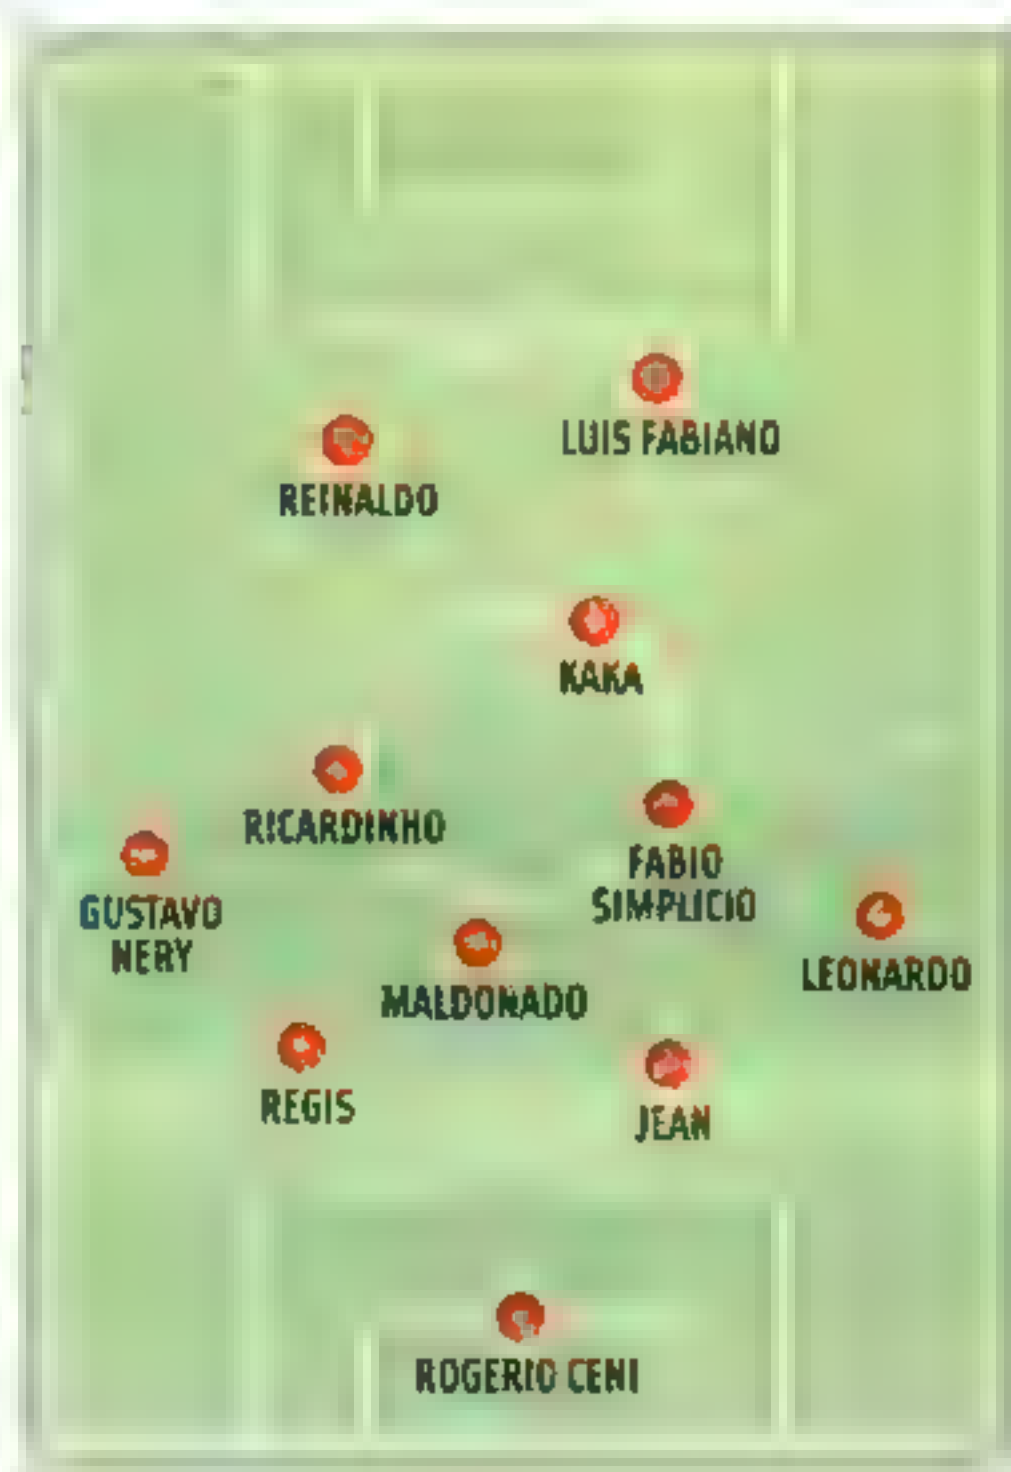 LUIS FABIANO
REINALDO
KAKA
RICARDINHO
FABIO
SIMPLICIO
GUSTAVO
NERY
LEONARDO
MALDONADO
REGIS
JEAN
ROGERIO CENI